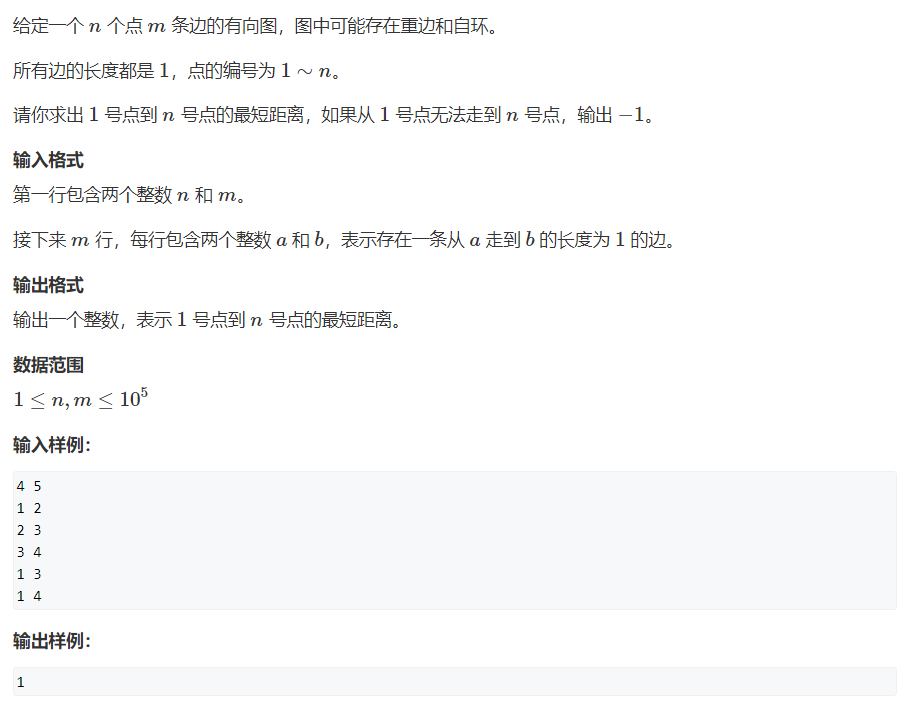 给定一个 n 个点 m 条边的有向图，图中可能存在重边和自环。
所有边的长度都是 1，点的编号为 1 ∼ n。
请你求出 1 号点到 n 号点的最短距离，如果从 1 号点无法走到 n 号点，输出 −1。
输入格式
第一行包含两个整数 n 和 m。
接下来 m 行，每行包含两个整数 a 和 b，表示存在一条从 a 走到 b 的长度为 1 的边。
输出格式
输出一个整数，表示 1 号点到 n 号点的最短距离。
数据范围
1 ≤ n, m ≤ 10⁵
输入样例：
4 5
1 2
2 3
3 4
1 3
1 4
输出样例：
1